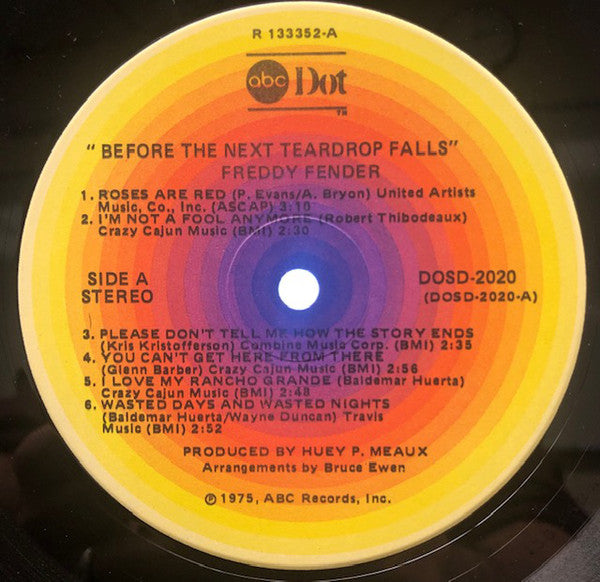 R 133352-A
abc Dot
TM
"BEFORE THE NEXT TEARDROP FALLS"
FREDDY FENDER
1. ROSES ARE RED (P. Evans/A. Bryon) United Artists
Music, Co., Inc. (ASCAP) 3:10
2. I'M NOT A FOOL ANYMORE (Robert Thibodeaux)
Crazy Cajun Music (BMI) 2:30
SIDE A
STEREO
DOSD-2020
(DOSD-2020-A)
3. PLEASE DON'T TELL ME HOW THE STORY ENDS
(Kris Kristofferson) Combine Music Corp. (BMI) 2:35
4. YOU CAN'T GET HERE FROM THERE
(Glenn Barber) Crazy Cajun Music (BMI) 2:56
5. I LOVE MY RANCHO GRANDE (Baldemar Huerta)
Crazy Cajun Music (BMI) 2:48
6. WASTED DAYS AND WASTED NIGHTS
(Baldemar Huerta/Wayne Duncan) Travis
Music (BMI) 2:52
PRODUCED BY HUEY P. MEAUX
Arrangements by Bruce Ewen
℗ 1975, ABC Records, Inc.